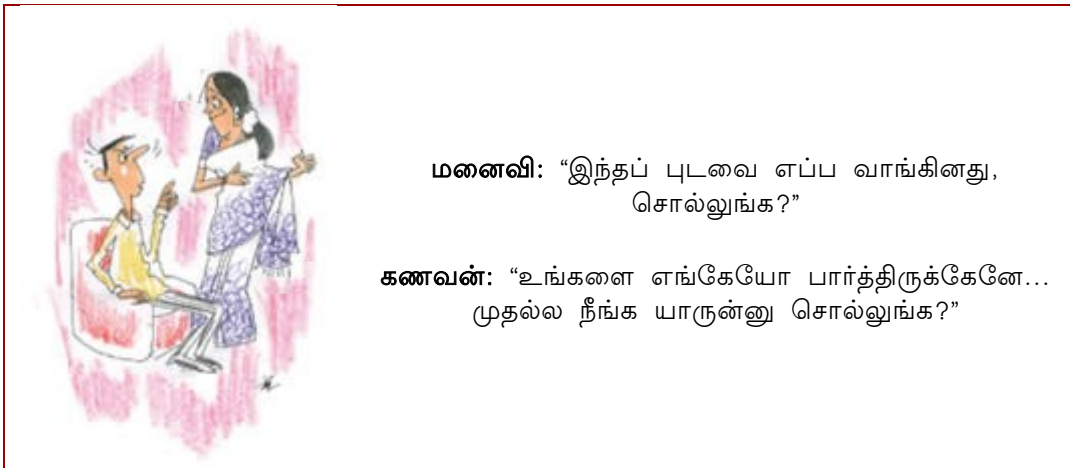 மனைவி: “இந்தப் புடவை எப்ப வாங்கினது,
சொல்லுங்க?”
கணவன்: “உங்களை எங்கேயோ பார்த்திருக்கேனே...
முதல்ல நீங்க யாருன்னு சொல்லுங்க?”